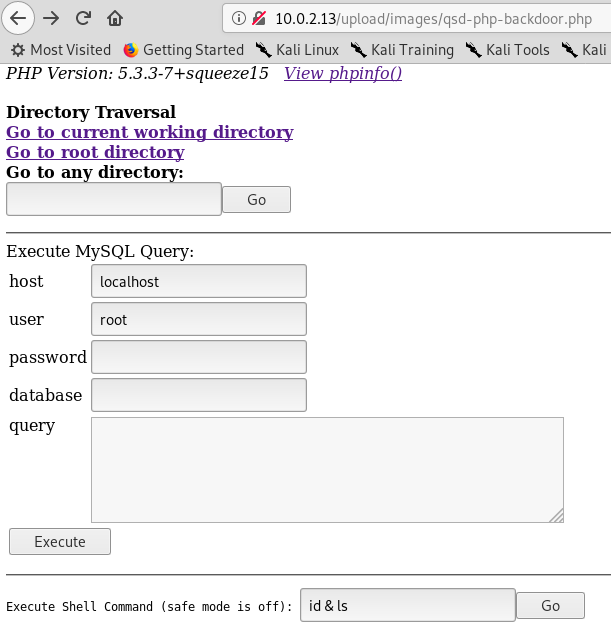 10.0.2.13/upload/images/qsd-php-backdoor.php
Most Visited Getting Started Kali Linux Kali Training Kali Tools Kali
PHP Version: 5.3.3-7+squeeze15 View phpinfo()
Directory Traversal
Go to current working directory
Go to root directory
Go to any directory:
Go
Execute MySQL Query:
host localhost
user root
password
database
query
Execute
Execute Shell Command (safe mode is off): id & ls Go